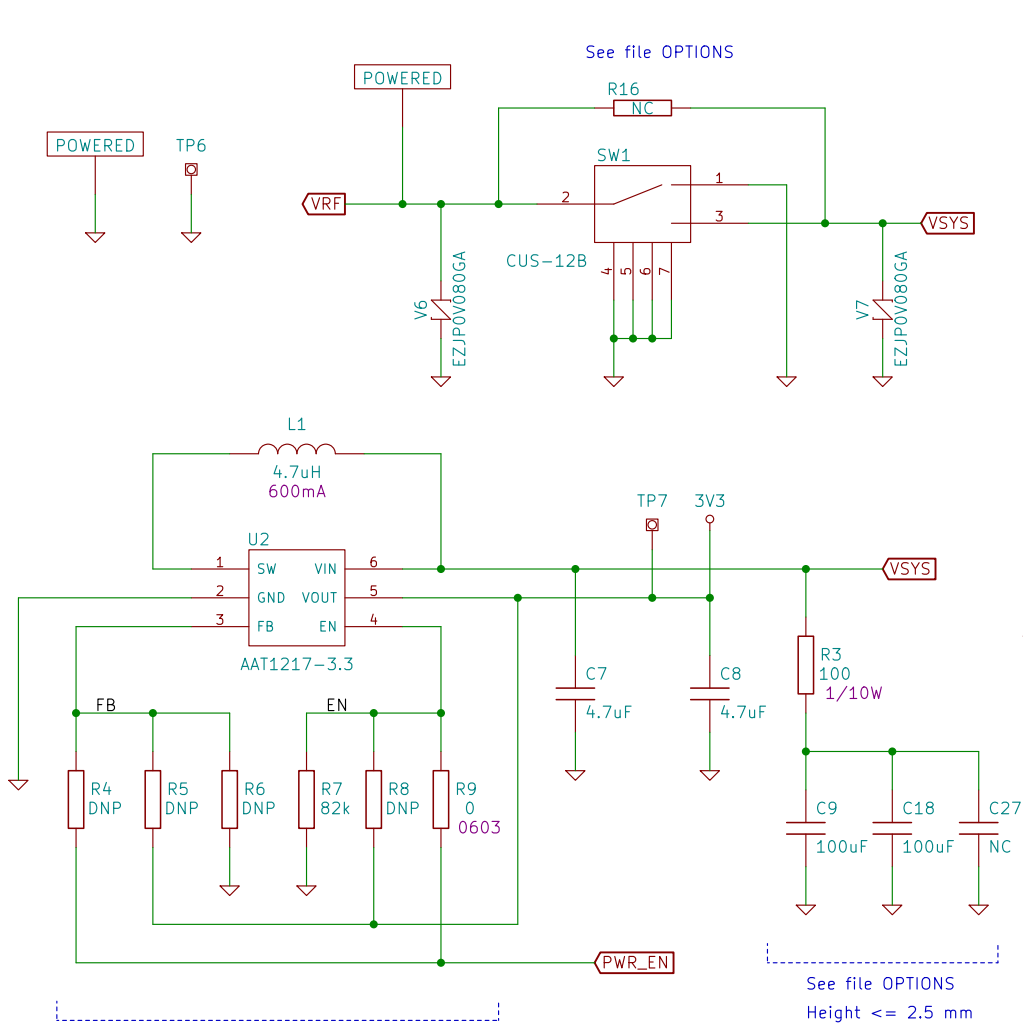 See file OPTIONS
POWERED
R16
NC
POWERED
TP6
SW1
1
2
VRF
3
VSYS
CUS-12B
4
5
6
7
V6
EZJP0V080GA
V7
EZJP0V080GA
L1
4.7uH
600mA
TP7
3V3
U2
1
SW
VIN
6
VSYS
2
GND
VOUT
5
3
FB
EN
4
AAT1217-3.3
R3
100
1/10W
C7
4.7uF
C8
4.7uF
FB
EN
R4
DNP
R5
DNP
R6
DNP
R7
82k
R8
DNP
R9
0
0603
C9
100uF
C18
100uF
C27
NC
PWR_EN
See file OPTIONS
Height <= 2.5 mm